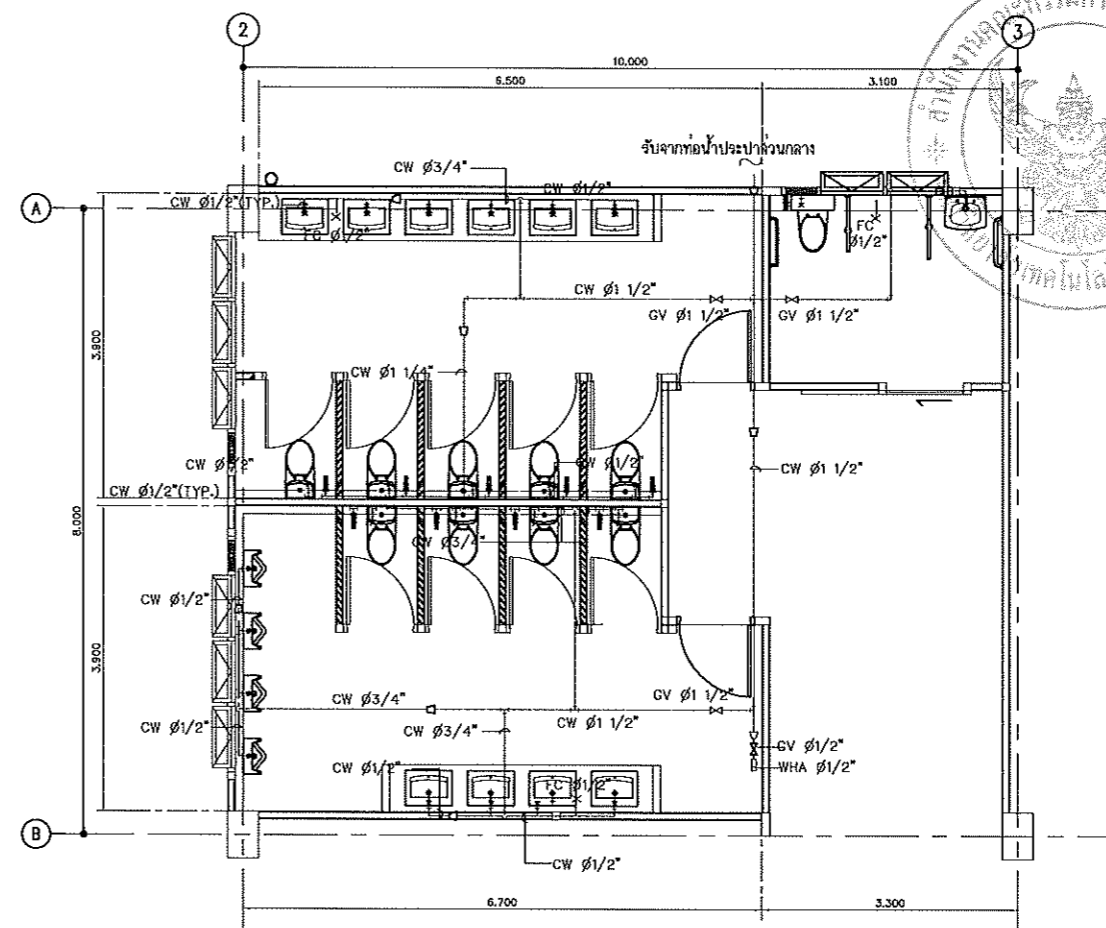 2
3
10.000
6.500
3.100
รับจากท่อน้ำประปาส่วนกลาง
CW Ø3/4"
CW Ø1/2"
A
CW Ø1/2"(TYP.)
FC Ø1/2"
FC
Ø1/2"
CW Ø1 1/2"
GV Ø1 1/2"
GV Ø1 1/2"
3.900
CW Ø1 1/4"
CW Ø1/2"
CW Ø1/2"
CW Ø1 1/2"
CW Ø1/2"(TYP.)
8.000
CW Ø3/4"
CW Ø1/2"
3.900
CW Ø3/4"
GV Ø1 1/2"
CW Ø1/2"
CW Ø3/4"
CW Ø1 1/2"
GV Ø1/2"
CW Ø1/2"
WHA Ø1/2"
FC Ø1/2"
B
CW Ø1/2"
6.700
3.300